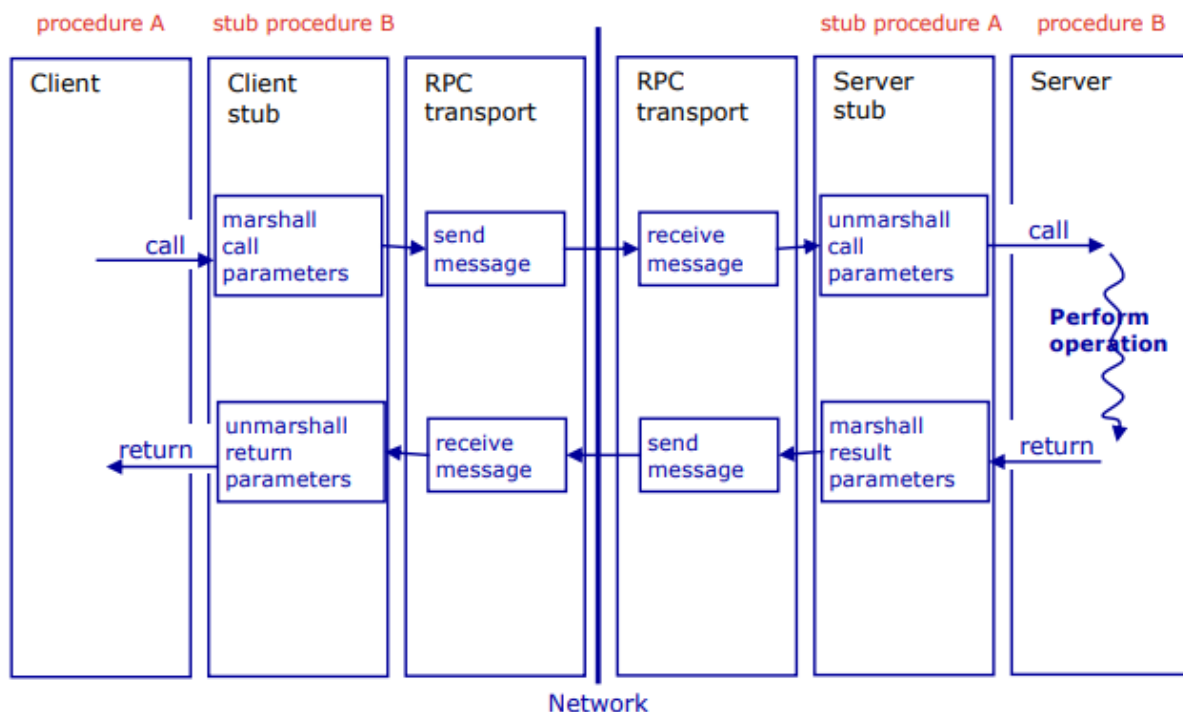 procedure A
stub procedure B
stub procedure A
procedure B
Client
Client
stub
RPC
transport
RPC
transport
Server
stub
Server
call
marshall
call
parameters
send
message
receive
message
unmarshall
call
parameters
call
Perform
operation
return
unmarshall
return
parameters
receive
message
send
message
marshall
result
parameters
return
Network